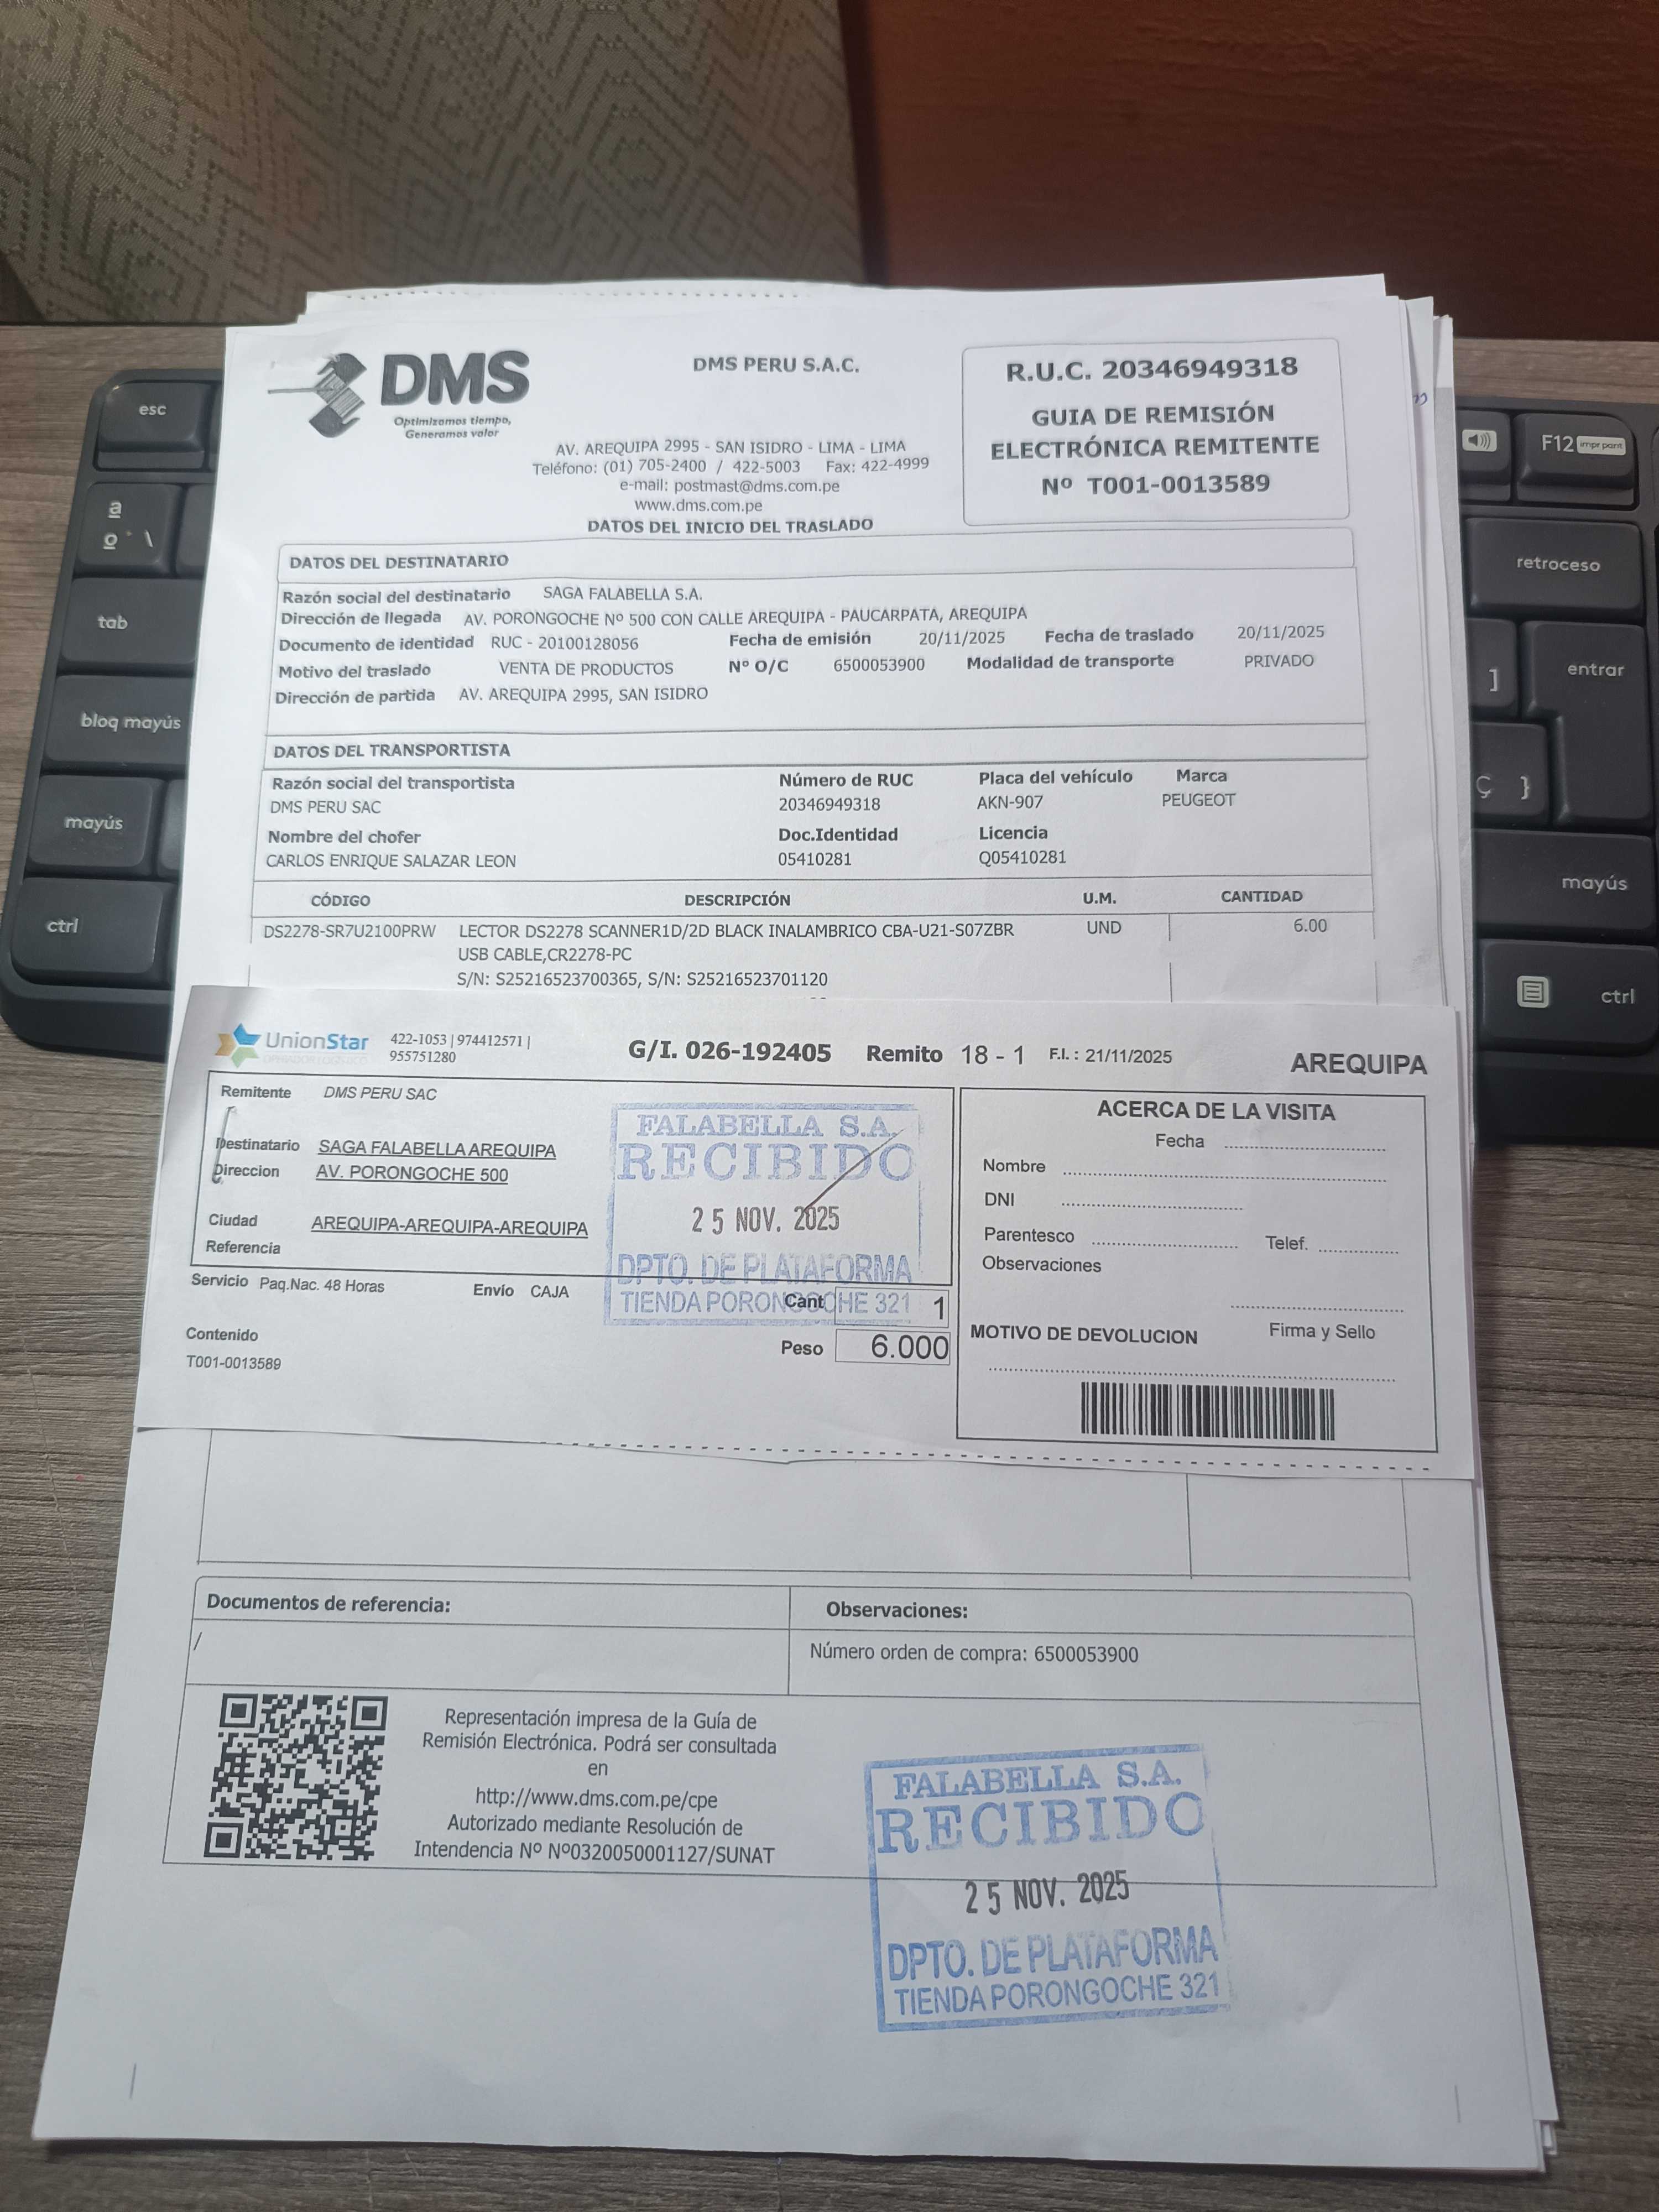 DMS
Optimizamos tiempo,
Generamos valor
DMS PERU S.A.C.
AV. AREQUIPA 2995 - SAN ISIDRO - LIMA - LIMA
Teléfono: (01) 705-2400 / 422-5003 Fax: 422-4999
e-mail: postmast@dms.com.pe
www.dms.com.pe
DATOS DEL INICIO DEL TRASLADO
R.U.C. 20346949318
GUIA DE REMISIÓN
ELECTRÓNICA REMITENTE
Nº T001-0013589
DATOS DEL DESTINATARIO
Razón social del destinatario SAGA FALABELLA S.A.
Dirección de llegada AV. PORONGOCHE Nº 500 CON CALLE AREQUIPA - PAUCARPATA, AREQUIPA
Documento de identidad RUC - 20100128056 Fecha de emisión 20/11/2025 Fecha de traslado 20/11/2025
Motivo del traslado VENTA DE PRODUCTOS Nº O/C 6500053900 Modalidad de transporte PRIVADO
Dirección de partida AV. AREQUIPA 2995, SAN ISIDRO
DATOS DEL TRANSPORTISTA
Razón social del transportista Número de RUC Placa del vehículo Marca
DMS PERU SAC 20346949318 AKN-907 PEUGEOT
Nombre del chofer Doc.Identidad Licencia
CARLOS ENRIQUE SALAZAR LEON 05410281 Q05410281
CÓDIGO DESCRIPCIÓN U.M. CANTIDAD
DS2278-SR7U2100PRW LECTOR DS2278 SCANNER1D/2D BLACK INALAMBRICO CBA-U21-S07ZBR UND 6.00
USB CABLE,CR2278-PC
S/N: S25216523700365, S/N: S25216523701120
UnionStar 422-1053 | 974412571 |
955751280
G/I. 026-192405 Remito 18 - 1 F.I. : 21/11/2025 AREQUIPA
Remitente DMS PERU SAC
Destinatario SAGA FALABELLA AREQUIPA
Direccion AV. PORONGOCHE 500
Ciudad AREQUIPA-AREQUIPA-AREQUIPA
Referencia
Servicio Paq.Nac. 48 Horas Envío CAJA Cant 1
Peso 6.000
Contenido
T001-0013589
FALABELLA S.A.
RECIBIDO
25 NOV. 2025
DPTO. DE PLATAFORMA
TIENDA PORONGOCHE 321
ACERCA DE LA VISITA
Fecha
Nombre
DNI
Parentesco Telef.
Observaciones
MOTIVO DE DEVOLUCION Firma y Sello
Documentos de referencia: Observaciones:
/ Número orden de compra: 6500053900
Representación impresa de la Guía de
Remisión Electrónica. Podrá ser consultada
en
http://www.dms.com.pe/cpe
Autorizado mediante Resolución de
Intendencia Nº Nº0320050001127/SUNAT
FALABELLA S.A.
RECIBIDO
25 NOV. 2025
DPTO. DE PLATAFORMA
TIENDA PORONGOCHE 321
esc
ª
º \
tab
bloq mayús
mayús
ctrl
F12 impr pant
retroceso
]
entrar
Ç }
mayús
ctrl